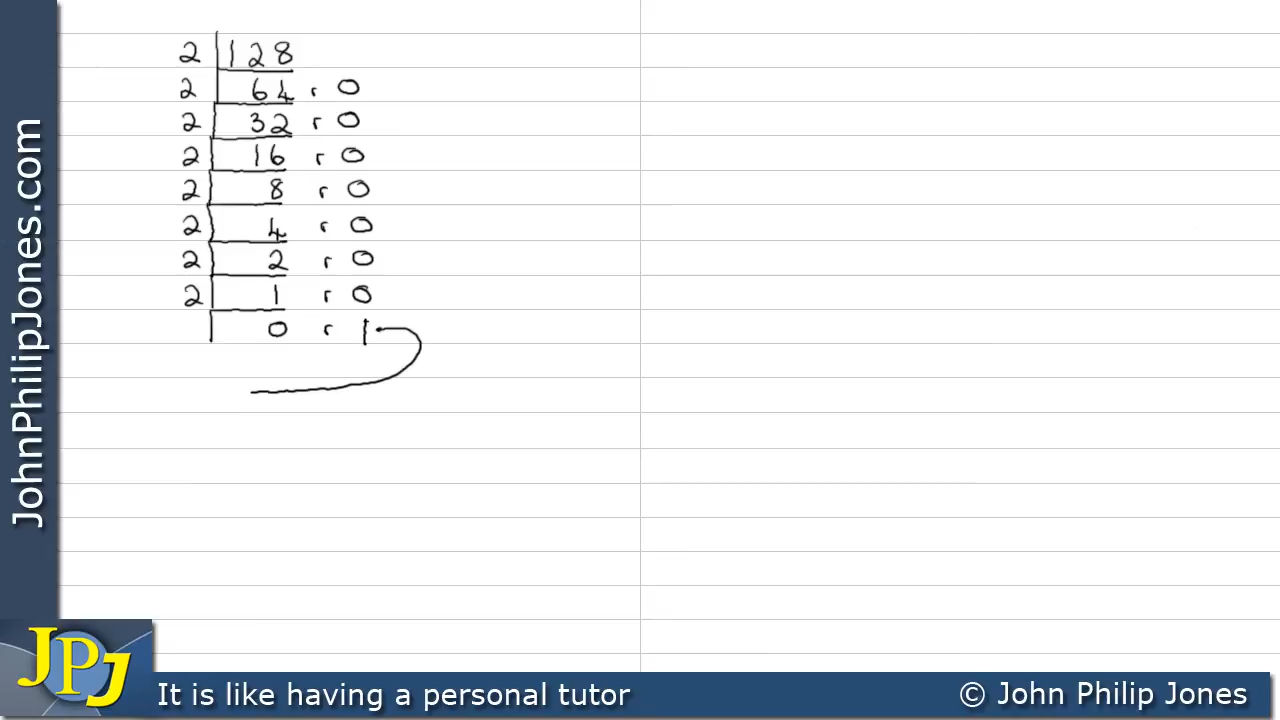 2 128
2 64 r 0
2 32 r 0
2 16 r 0
2 8 r 0
2 4 r 0
2 2 r 0
2 1 r 0
0 r 1
JohnPhilipJones.com
JPJ
It is like having a personal tutor
© John Philip Jones